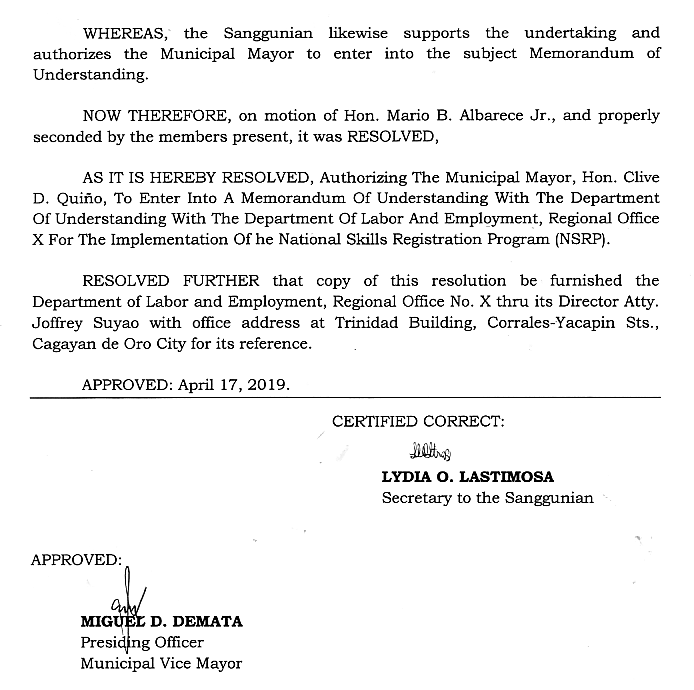 WHEREAS, the Sanggunian likewise supports the undertaking and
authorizes the Municipal Mayor to enter into the subject Memorandum of
Understanding.
NOW THEREFORE, on motion of Hon. Mario B. Albarece Jr., and properly
seconded by the members present, it was RESOLVED,
AS IT IS HEREBY RESOLVED, Authorizing The Municipal Mayor, Hon. Clive
D. Quiño, To Enter Into A Memorandum Of Understanding With The Department
Of Understanding With The Department Of Labor And Employment, Regional Office
X For The Implementation Of he National Skills Registration Program (NSRP).
RESOLVED FURTHER that copy of this resolution be furnished the
Department of Labor and Employment, Regional Office No. X thru its Director Atty.
Joffrey Suyao with office address at Trinidad Building, Corrales-Yacapin Sts.,
Cagayan de Oro City for its reference.
APPROVED: April 17, 2019.
CERTIFIED CORRECT:
LYDIA O. LASTIMOSA
Secretary to the Sanggunian
APPROVED:
MIGUEL D. DEMATA
Presiding Officer
Municipal Vice Mayor